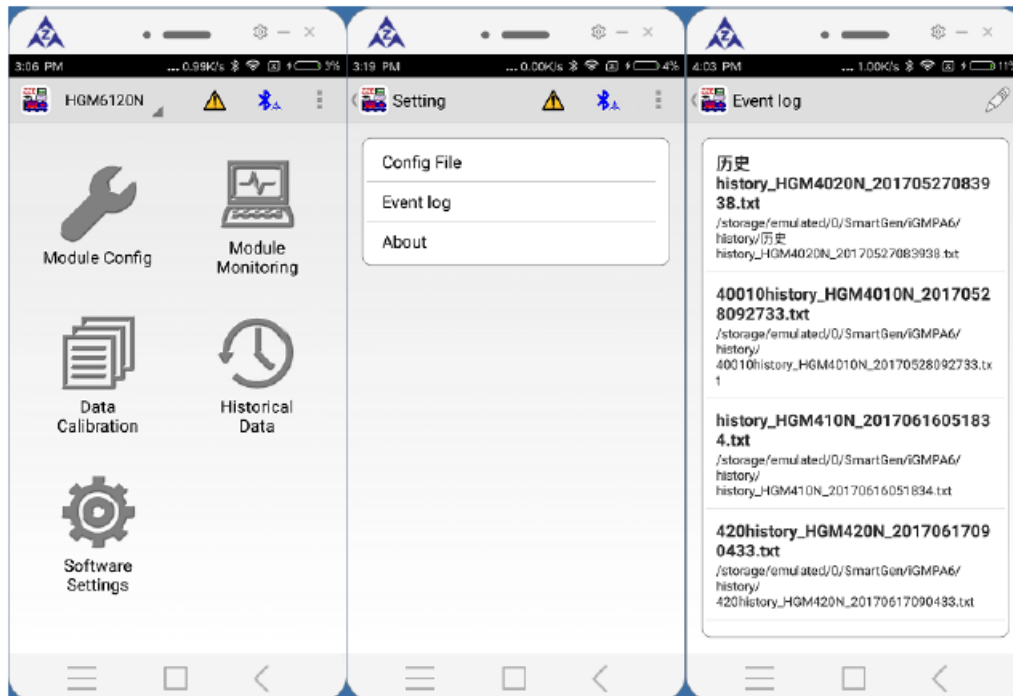 3:06 PM
... 0.99K/s
3%
HGM6120N
Module Config
Module
Monitoring
Data
Calibration
Historical
Data
Software
Settings
3:19 PM
... 0.00K/s
4%
Setting
Config File
Event log
About
4:03 PM
... 1.00K/s
11%
Event log
历史
history_HGM4020N_201705270839
38.txt
/storage/emulated/0/SmartGen/iGMPA6/
history/历史
history_HGM4020N_20170527083938.txt
40010history_HGM4010N_2017052
8092733.txt
/storage/emulated/0/SmartGen/iGMPA6/
history/
40010history_HGM4010N_20170528092733.tx
t
history_HGM410N_2017061605183
4.txt
/storage/emulated/0/SmartGen/iGMPA6/
history/
history_HGM410N_20170616051834.txt
420history_HGM420N_2017061709
0433.txt
/storage/emulated/0/SmartGen/iGMPA6/
history/
420history_HGM420N_20170617090433.txt